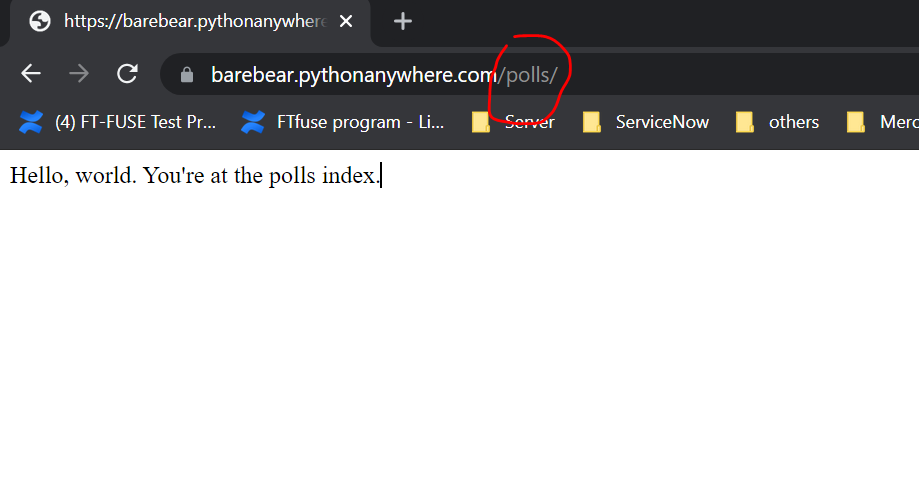 https://barebear.pythonanywhere
barebear.pythonanywhere.com/polls/
(4) FT-FUSE Test Pr... FTfuse program - Li... Server ServiceNow others Merc
Hello, world. You're at the polls index.